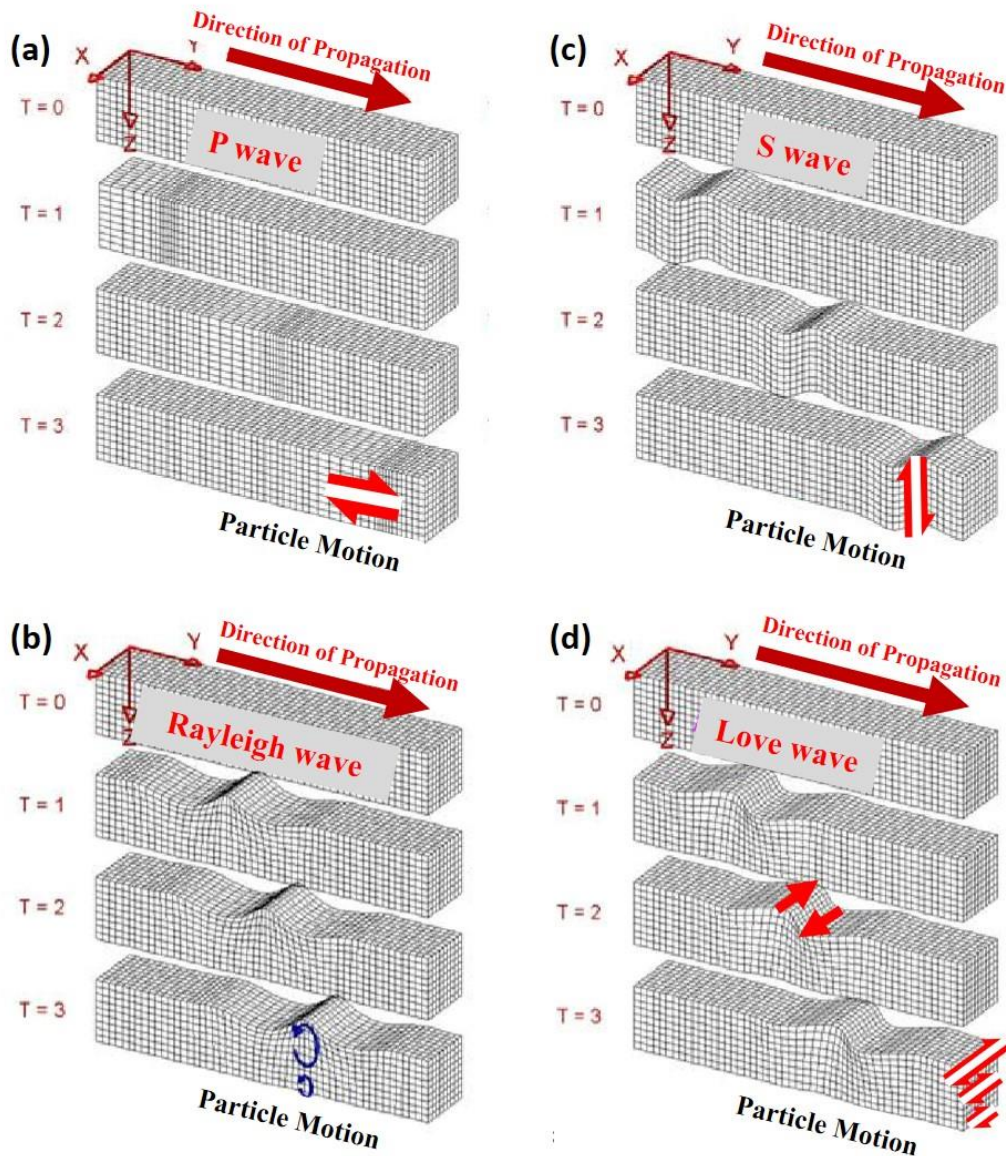 (a)
X
Y
Z
Direction of Propagation
T = 0
P wave
T = 1
T = 2
T = 3
Particle Motion
(c)
X
Y
Z
Direction of Propagation
T = 0
S wave
T = 1
T = 2
T = 3
Particle Motion
(b)
X
Y
Z
Direction of Propagation
T = 0
Rayleigh wave
T = 1
T = 2
T = 3
Particle Motion
(d)
X
Y
Z
Direction of Propagation
T = 0
Love wave
T = 1
T = 2
T = 3
Particle Motion